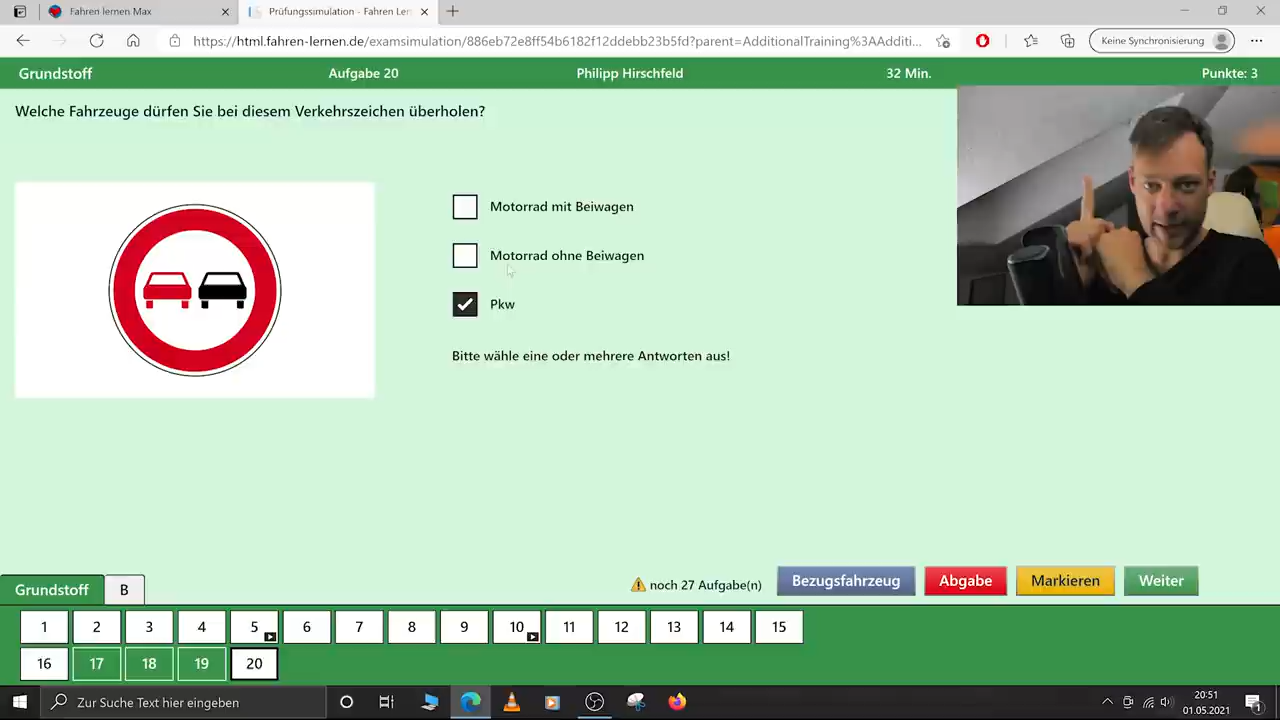 Fahren lernen Max
Prüfungssimulation - Fahren Ler
https://html.fahren-lernen.de/examsimulation/886eb72e8ff54b6182f12ddebb23b5fd?parent=AdditionalTraining%3AAdditi...
Keine Synchronisierung
Grundstoff
Aufgabe 20
Philipp Hirschfeld
32 Min.
Punkte: 3
Welche Fahrzeuge dürfen Sie bei diesem Verkehrszeichen überholen?
Motorrad mit Beiwagen
Motorrad ohne Beiwagen
Pkw
Bitte wähle eine oder mehrere Antworten aus!
Grundstoff
B
noch 27 Aufgabe(n)
Bezugsfahrzeug
Abgabe
Markieren
Weiter
1 2 3 4 5 6 7 8 9 10 11 12 13 14 15
16 17 18 19 20
Zur Suche Text hier eingeben
20:51
01.05.2021
1